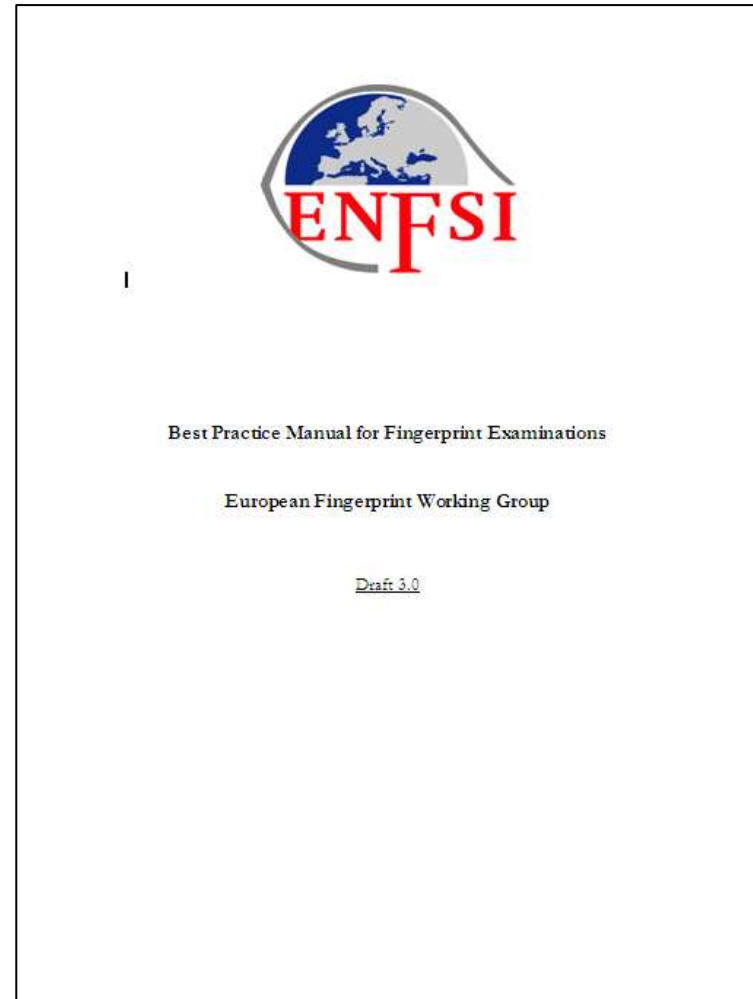 ENFSI
Best Practice Manual for Fingerprint Examinations
European Fingerprint Working Group
Draft 3.0